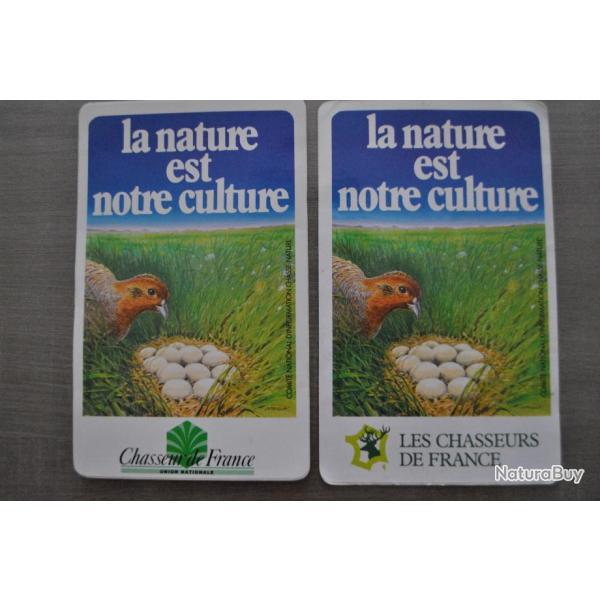 la nature
est
notre culture
COMITÉ NATIONAL D'INFORMATION CHASSE NATURE
Chasseur de France
UNION NATIONALE
la nature
est
notre culture
COMITÉ NATIONAL D'INFORMATION CHASSE NATURE
LES CHASSEURS
DE FRANCE
NaturaBuy